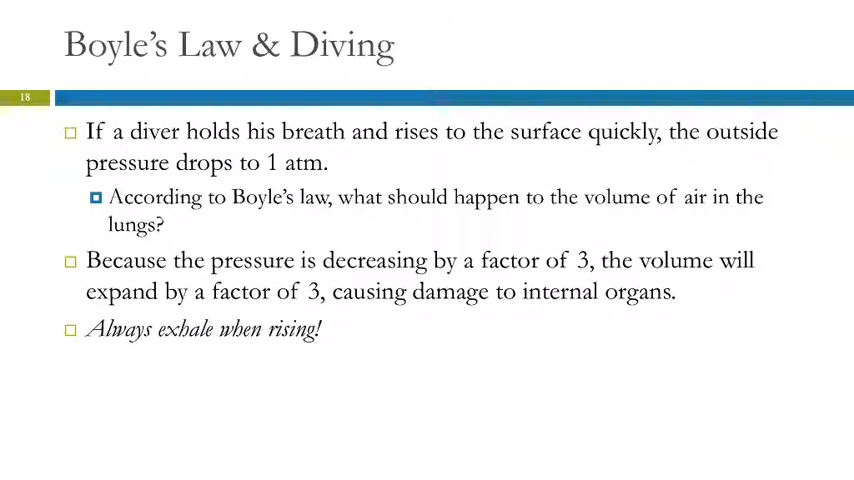 Boyle's Law & Diving
18
If a diver holds his breath and rises to the surface quickly, the outside
pressure drops to 1 atm.
According to Boyle's law, what should happen to the volume of air in the
lungs?
Because the pressure is decreasing by a factor of 3, the volume will
expand by a factor of 3, causing damage to internal organs.
Always exhale when rising!